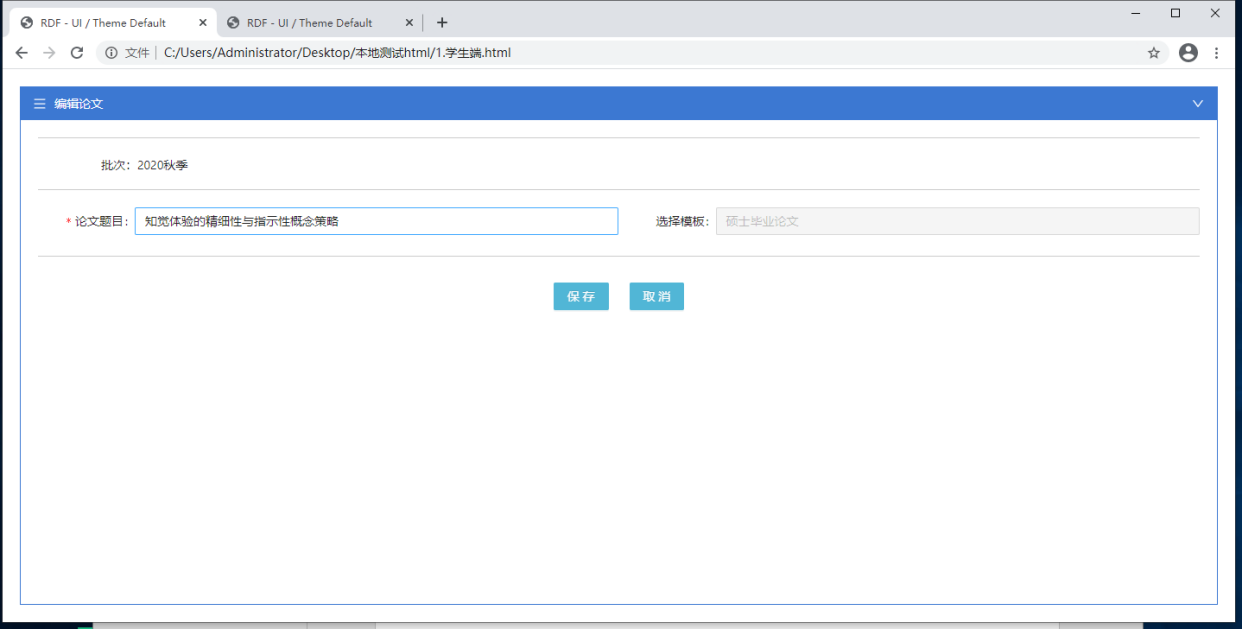 RDF - UI / Theme Default RDF - UI / Theme Default
文件 C:/Users/Administrator/Desktop/本地测试html/1.学生端.html
编辑论文
批次: 2020秋季
* 论文题目: 知觉体验的精细性与指示性概念策略 选择模板: 硕士毕业论文
保存 取消